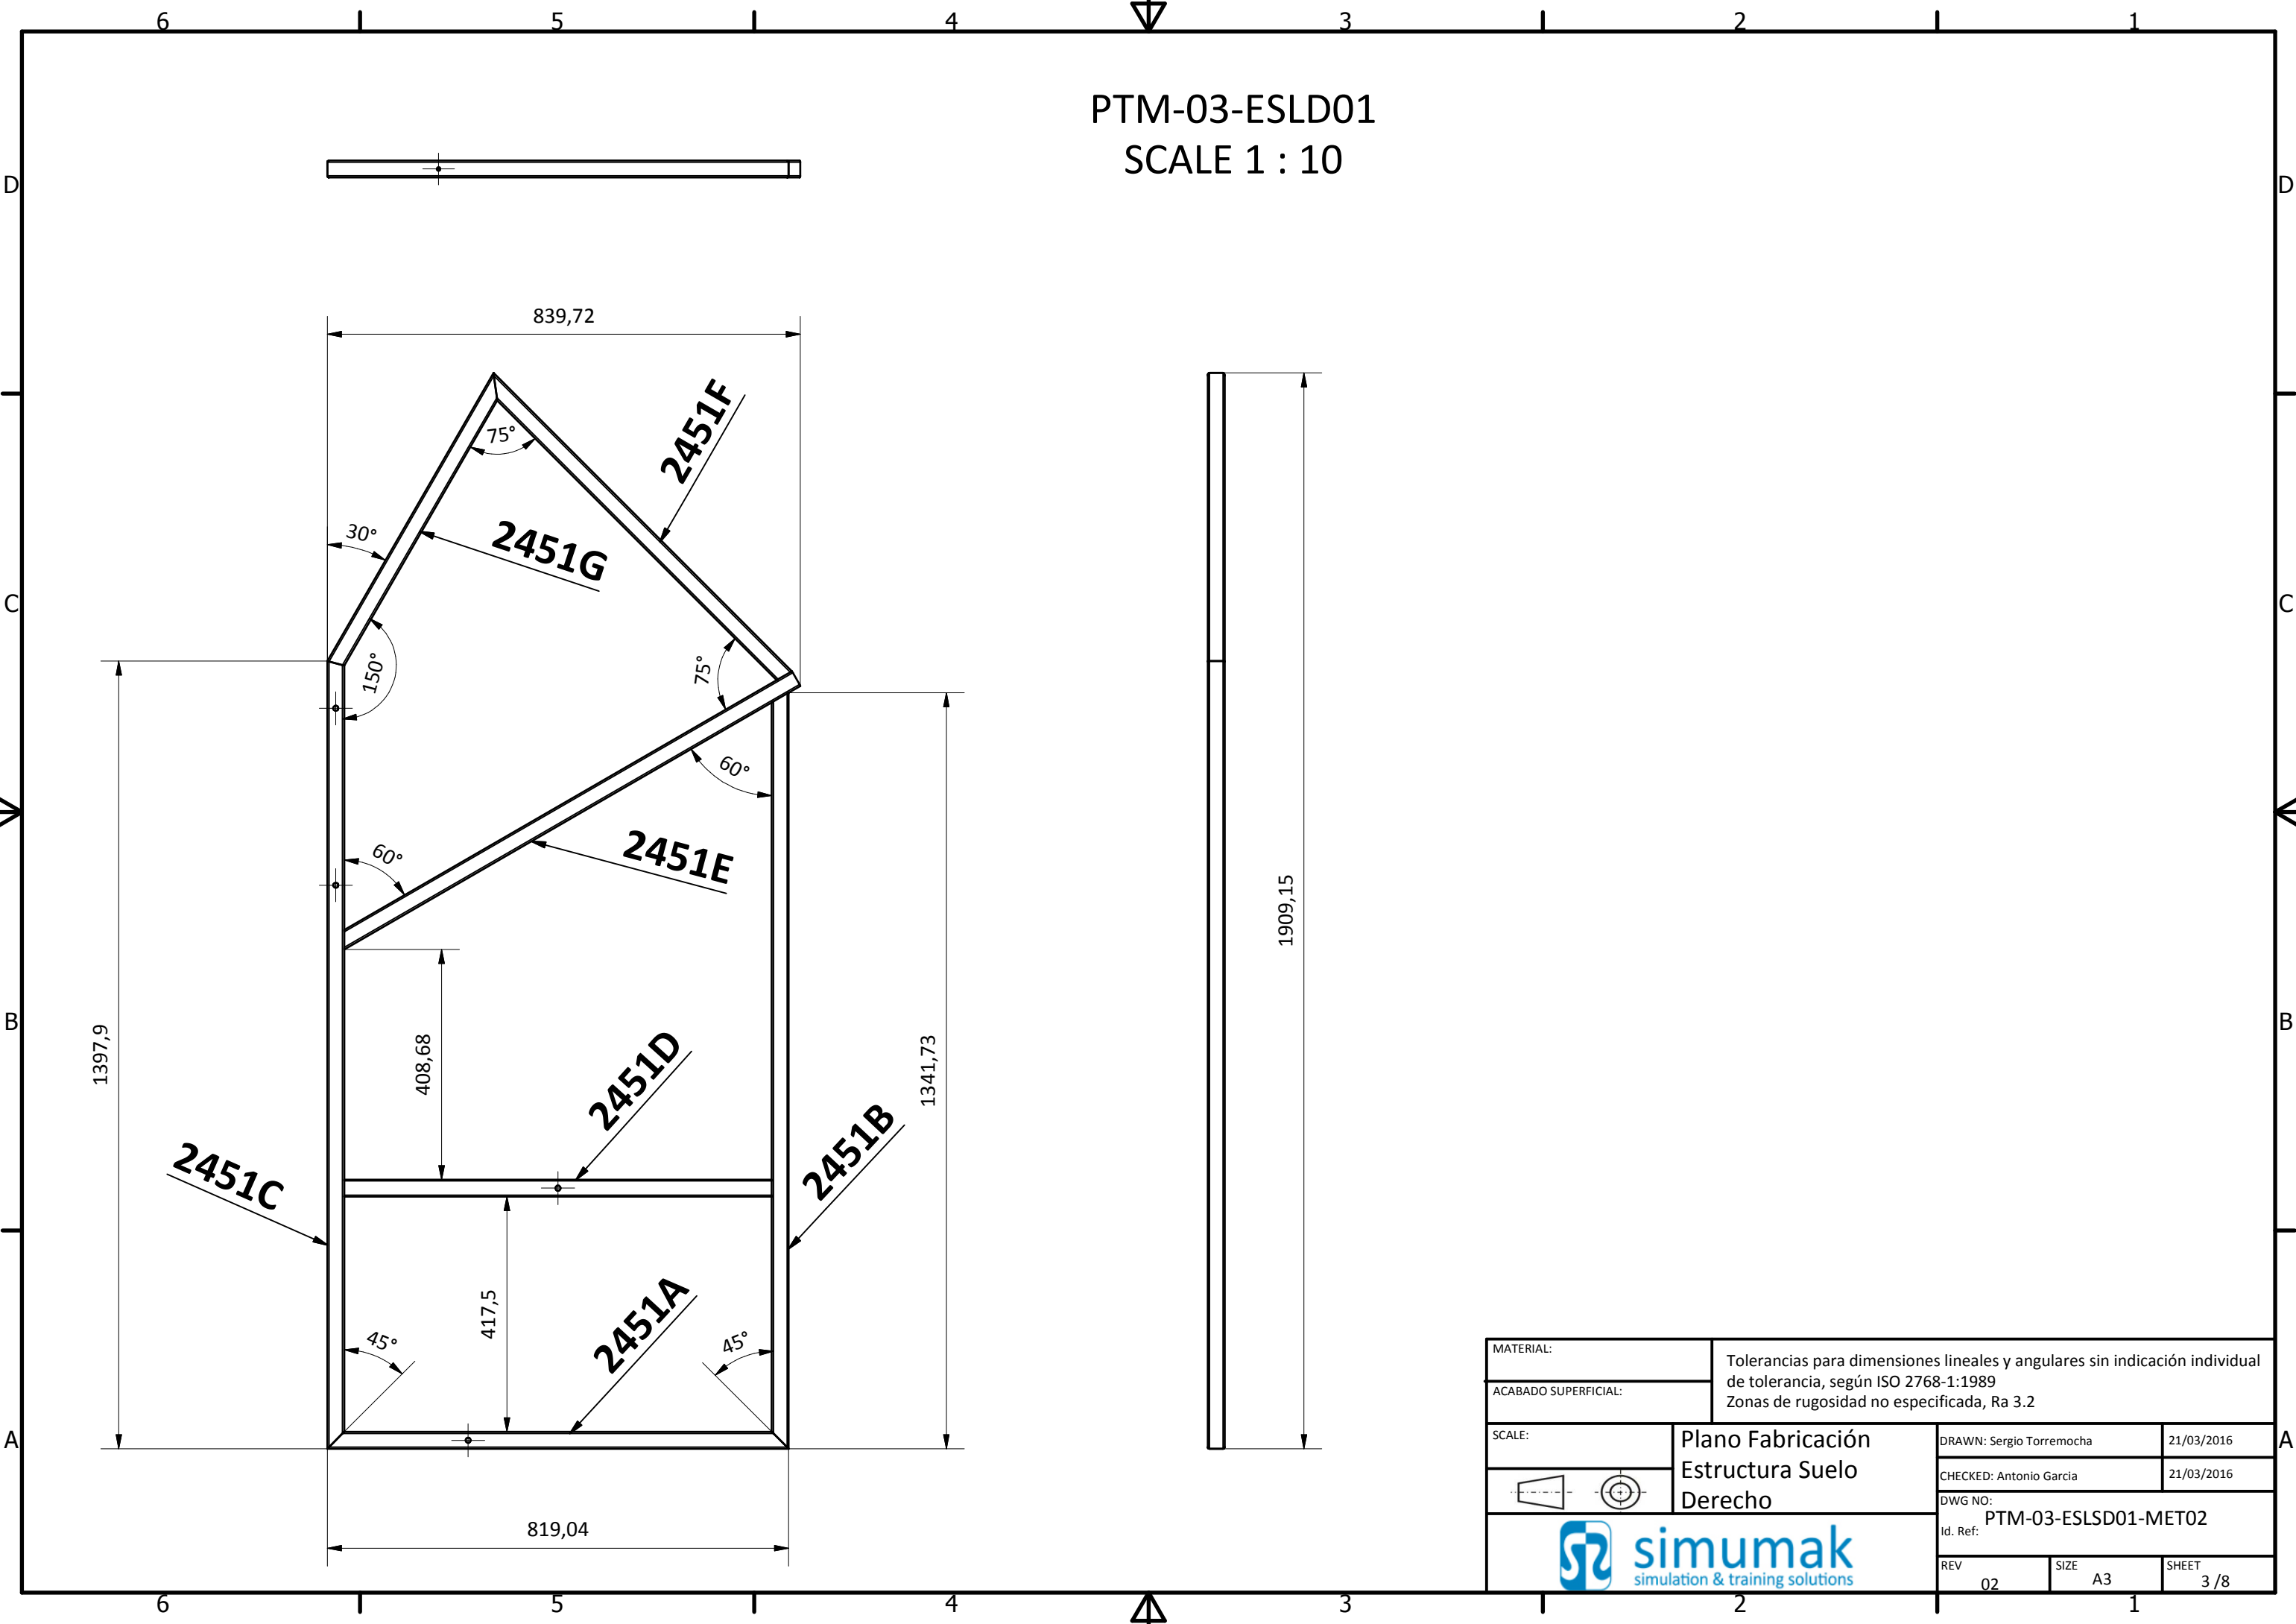 6 5 4 3 2 1
PTM-03-ESLD01
SCALE 1 : 10
D D
839,72
2451F
75°
30°
2451G
C C
150°
75°
60°
2451E
60°
1909,15
B B
1397,9
408,68
2451D
1341,73
2451B
2451C
417,5
2451A
45° 45°
A A
819,04
MATERIAL:
ACABADO SUPERFICIAL:
Tolerancias para dimensiones lineales y angulares sin indicación individual
de tolerancia, según ISO 2768-1:1989
Zonas de rugosidad no especificada, Ra 3.2
SCALE:
Plano Fabricación
Estructura Suelo
Derecho
DRAWN: Sergio Torremocha 21/03/2016
CHECKED: Antonio Garcia 21/03/2016
DWG NO:
PTM-03-ESLSD01-MET02
Id. Ref:
simumak
simulation & training solutions
REV 02
SIZE A3
SHEET 3 /8
6 5 4 3 2 1